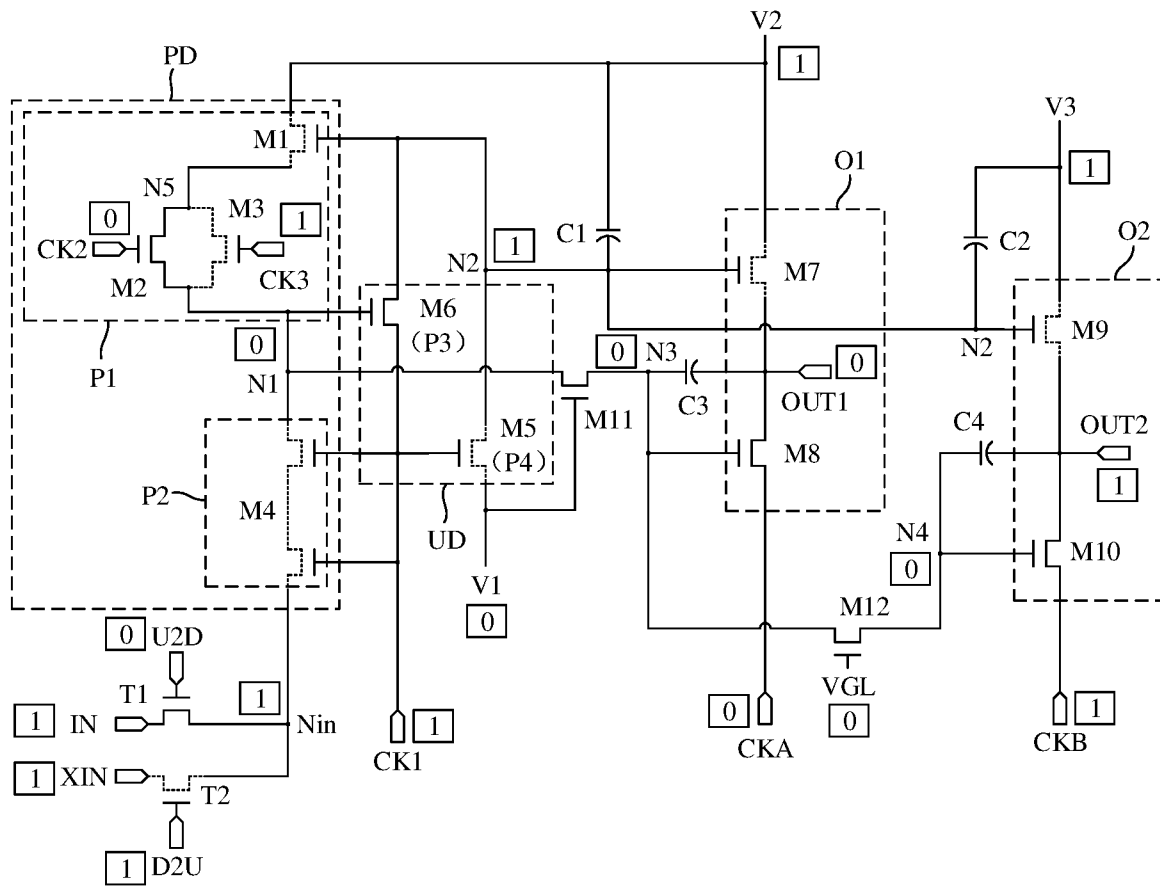 V2
PD
1
V3
M1
O1
1
N5
0
M3
1
C1
C2
O2
CK2
M2
CK3
N2
1
M7
M6
(P3)
M9
P1
0
N1
0
N3
N2
0
C3
OUT1
M11
M5
(P4)
M8
C4
OUT2
1
P2
M4
UD
N4
0
M10
V1
0
M12
0
U2D
T1
1
VGL
0
1
IN
Nin
1
CK1
0
CKA
1
CKB
1
XIN
T2
1
D2U